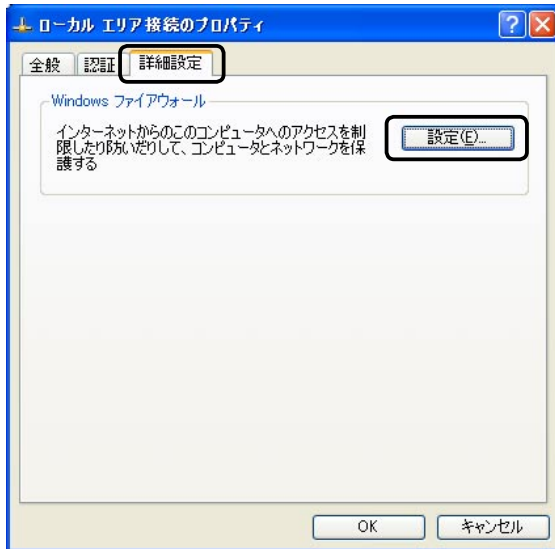 ローカル エリア接続のプロパティ
全般 認証 詳細設定
Windows ファイアウォール
インターネットからのこのコンピュータへのアクセスを制
限したり防いだりして、コンピュータとネットワークを保
護する
設定(E)...
OK キャンセル